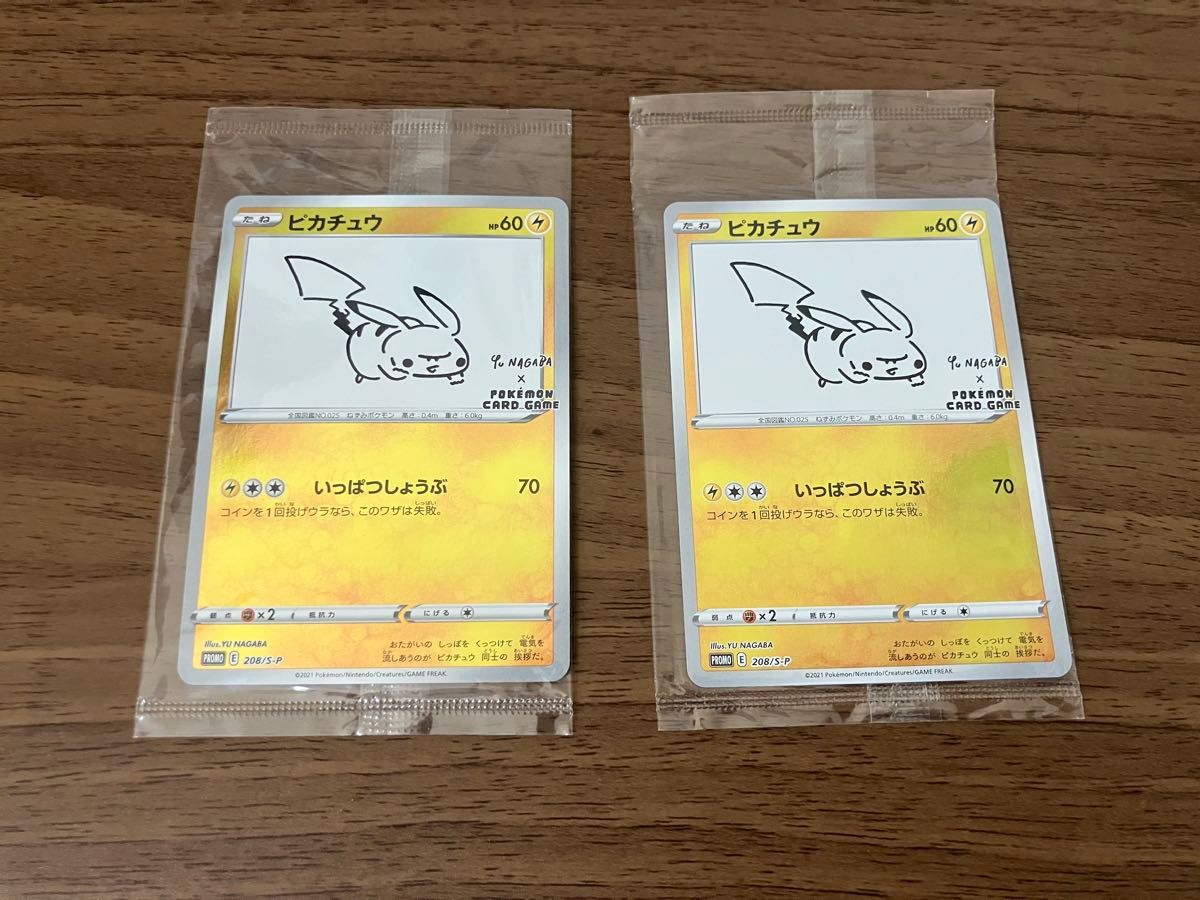 たね ピカチュウ HP60
Yu NAGABA
×
POKÉMON
CARD GAME
全国図鑑NO.025 ねずみポケモン 高さ:0.4m 重さ:6.0kg
いっぱつしょうぶ 70
コインを1回投げウラなら、このワザは失敗。
弱点 ×2 抵抗力 にげる
Illus.YU NAGABA
PROMO E 208/S-P
おたがいの しっぽを くっつけて 電気を
流しあうのが ピカチュウ 同士の 挨拶だ。
©2021 Pokémon/Nintendo/Creatures/GAME FREAK.
たね ピカチュウ HP60
Yu NAGABA
×
POKÉMON
CARD GAME
全国図鑑NO.025 ねずみポケモン 高さ:0.4m 重さ:6.0kg
いっぱつしょうぶ 70
コインを1回投げウラなら、このワザは失敗。
弱点 ×2 抵抗力 にげる
Illus.YU NAGABA
PROMO E 208/S-P
おたがいの しっぽを くっつけて 電気を
流しあうのが ピカチュウ 同士の 挨拶だ。
©2021 Pokémon/Nintendo/Creatures/GAME FREAK.